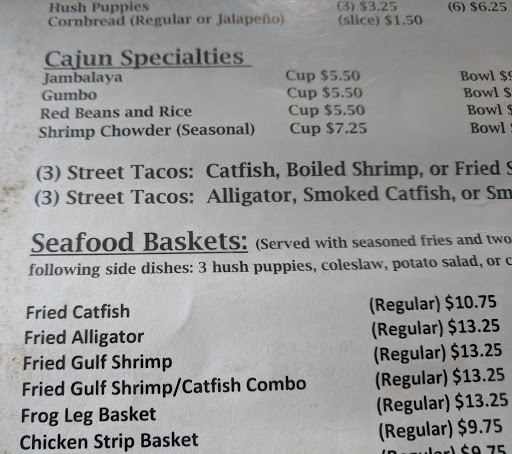 Hush Puppies (3) $3.25 (6) $6.25
Cornbread (Regular or Jalapeño) (slice) $1.50
Cajun Specialties
Jambalaya Cup $5.50 Bowl
Gumbo Cup $5.50 Bowl
Red Beans and Rice Cup $5.50 Bowl
Shrimp Chowder (Seasonal) Cup $7.25 Bowl
(3) Street Tacos: Catfish, Boiled Shrimp, or Fried
(3) Street Tacos: Alligator, Smoked Catfish, or
Seafood Baskets: (Served with seasoned fries and two
following side dishes: 3 hush puppies, coleslaw, potato salad, or
Fried Catfish (Regular) $10.75
Fried Alligator (Regular) $13.25
Fried Gulf Shrimp (Regular) $13.25
Fried Gulf Shrimp/Catfish Combo (Regular) $13.25
Frog Leg Basket (Regular) $13.25
Chicken Strip Basket (Regular) $9.75